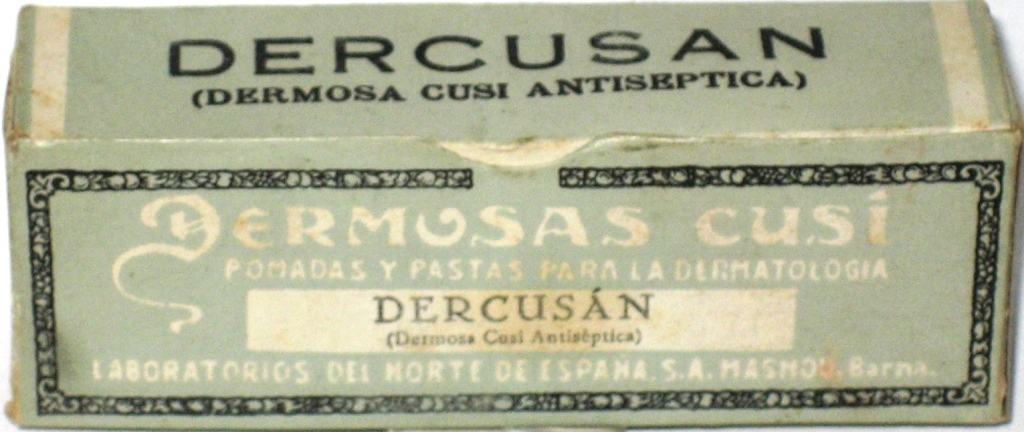 DERCUSAN
(DERMOSA CUSI ANTISEPTICA)
DERMOSAS CUSÍ
POMADAS Y PASTAS PARA LA DERMATOLOGIA
DERCUSÁN
(Dermosa Cusi Antiséptica)
LABORATORIOS DEL NORTE DE ESPAÑA. S.A. MASNOU. Barna.